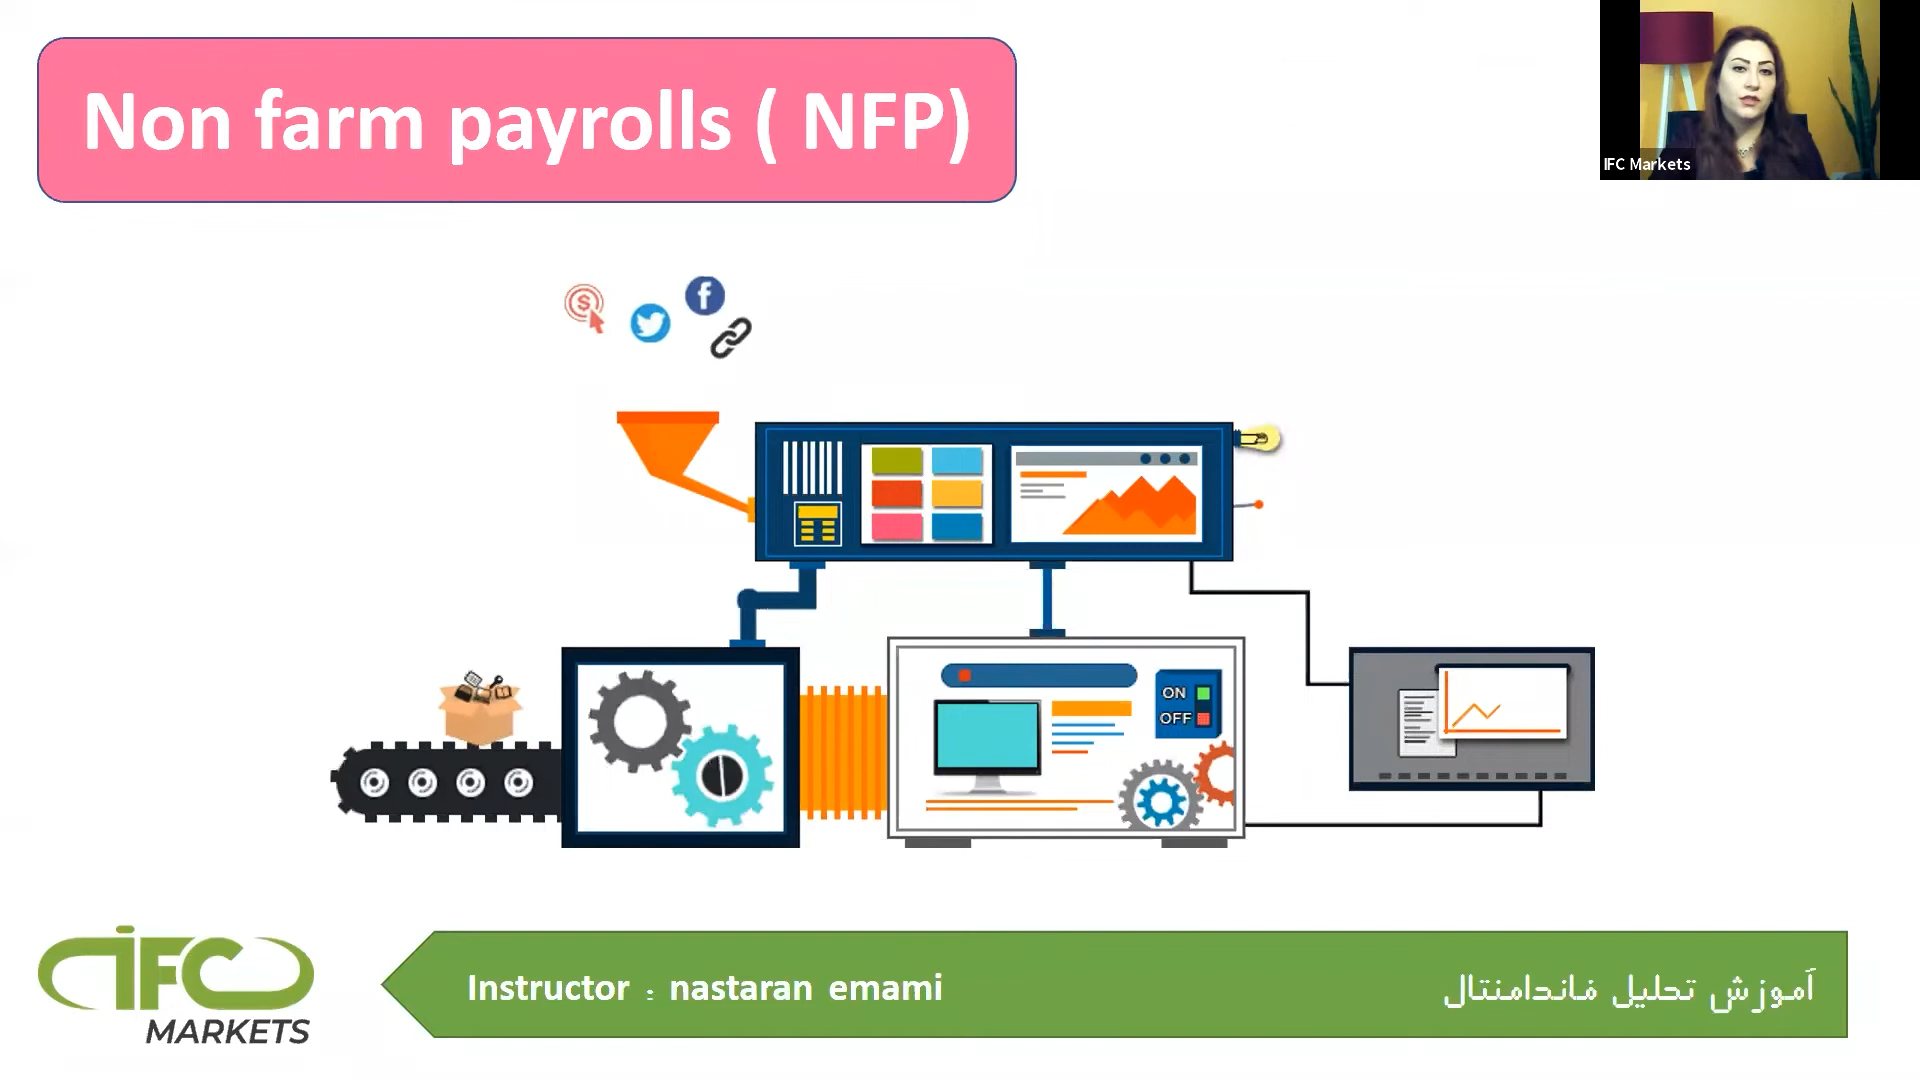 Non farm payrolls ( NFP)
IFC Markets
f
ON
OFF
IFC
MARKETS
Instructor : nastaran emami
آموزش تحلیل فاندامنتال